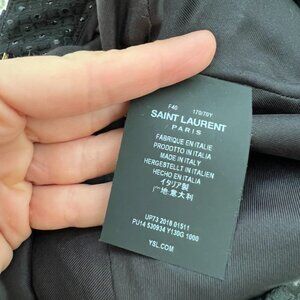 F40 170/70Y
SAINT LAURENT
PARIS
FABRIQUE EN ITALIE
PRODOTTO IN ITALIA
MADE IN ITALY
HERGESTELLT IN ITALIEN
HECHO EN ITALIA
イタリア製
产地:意大利
UP73 2018 01511
PU14 530934 Y130G 1000
YSL.COM